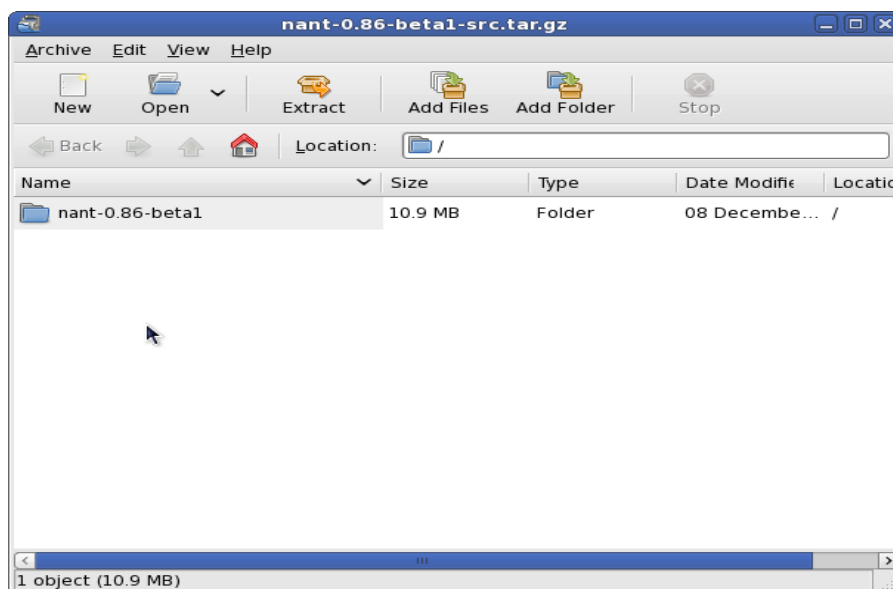 nant-0.86-beta1-src.tar.gz
Archive Edit View Help
New Open Extract Add Files Add Folder Stop
Back Location: /
Name Size Type Date Modifie Locatio
nant-0.86-beta1 10.9 MB Folder 08 Decembe... /
1 object (10.9 MB)